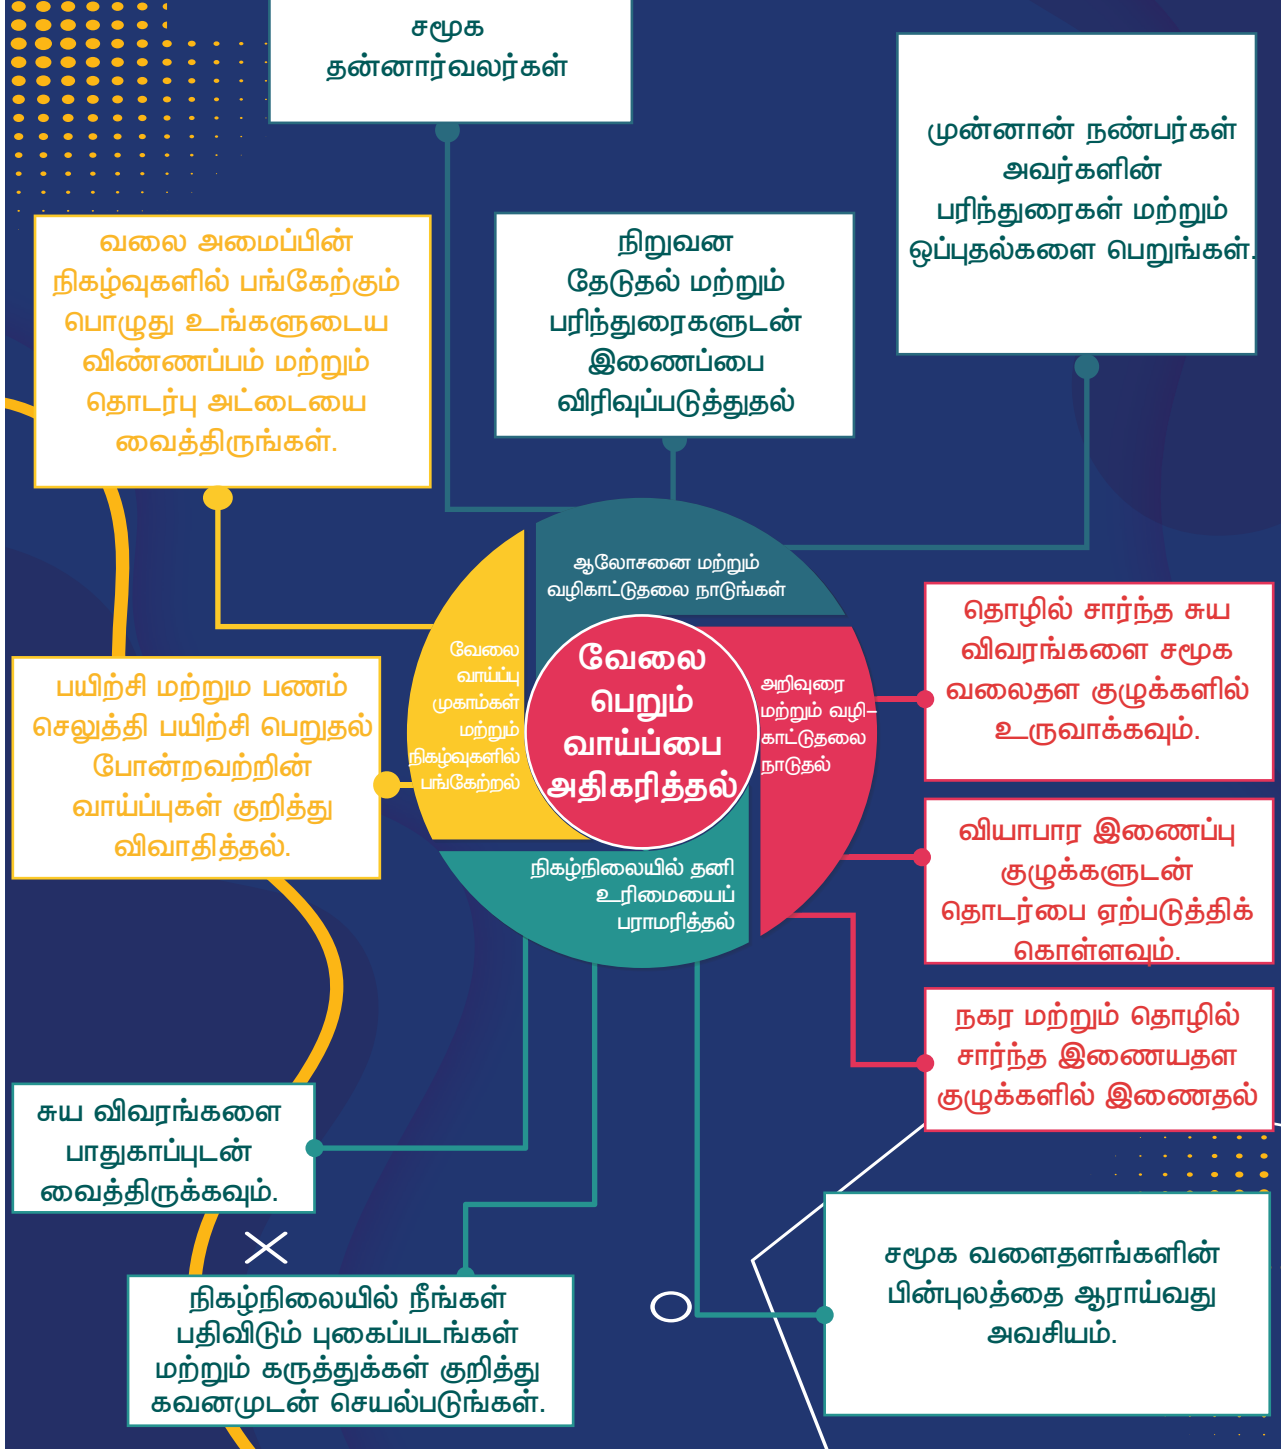 சமூக
தன்னார்வலர்கள்
முன்னான் நண்பர்கள்
அவர்களின்
பரிந்துரைகள் மற்றும்
ஒப்புதல்களை பெறுங்கள்.
வலை அமைப்பின்
நிகழ்வுகளில் பங்கேற்கும்
பொழுது உங்களுடைய
விண்ணப்பம் மற்றும்
தொடர்பு அட்டையை
வைத்திருங்கள்.
நிறுவன
தேடுதல் மற்றும்
பரிந்துரைகளுடன்
இணைப்பை
விரிவுப்படுத்துதல்
ஆலோசனை மற்றும்
வழிகாட்டுதலை நாடுங்கள்
வேலை
வாய்ப்பு
முகாம்கள்
மற்றும்
நிகழ்வுகளில்
பங்கேற்றல்
வேலை
பெறும்
வாய்ப்பை
அதிகரித்தல்
அறிவுரை
மற்றும் வழி-
காட்டுதலை
நாடுதல்
நிகழ்நிலையில் தனி
உரிமையைப்
பராமரித்தல்
தொழில் சார்ந்த சுய
விவரங்களை சமூக
வலைதள குழுக்களில்
உருவாக்கவும்.
பயிற்சி மற்றும பணம்
செலுத்தி பயிற்சி பெறுதல்
போன்றவற்றின்
வாய்ப்புகள் குறித்து
விவாதித்தல்.
வியாபார இணைப்பு
குழுக்களுடன்
தொடர்பை ஏற்படுத்திக்
கொள்ளவும்.
நகர மற்றும் தொழில்
சார்ந்த இணையதள
குழுக்களில் இணைதல்
சுய விவரங்களை
பாதுகாப்புடன்
வைத்திருக்கவும்.
நிகழ்நிலையில் நீங்கள்
பதிவிடும் புகைப்படங்கள்
மற்றும் கருத்துக்கள் குறித்து
கவனமுடன் செயல்படுங்கள்.
சமூக வளைதளங்களின்
பின்புலத்தை ஆராய்வது
அவசியம்.